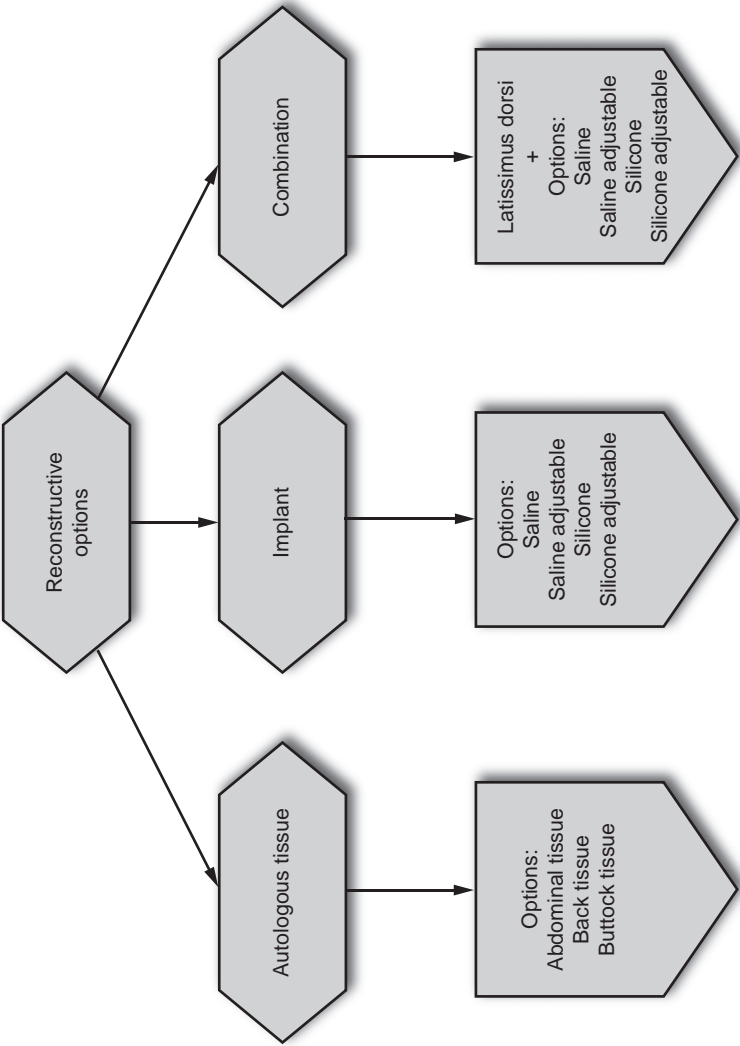 Reconstructive
options
Autologous tissue
Implant
Combination
Options:
Abdominal tissue
Back tissue
Buttock tissue
Options:
Saline
Saline adjustable
Silicone
Silicone adjustable
Latissimus dorsi
+
Options:
Saline
Saline adjustable
Silicone
Silicone adjustable